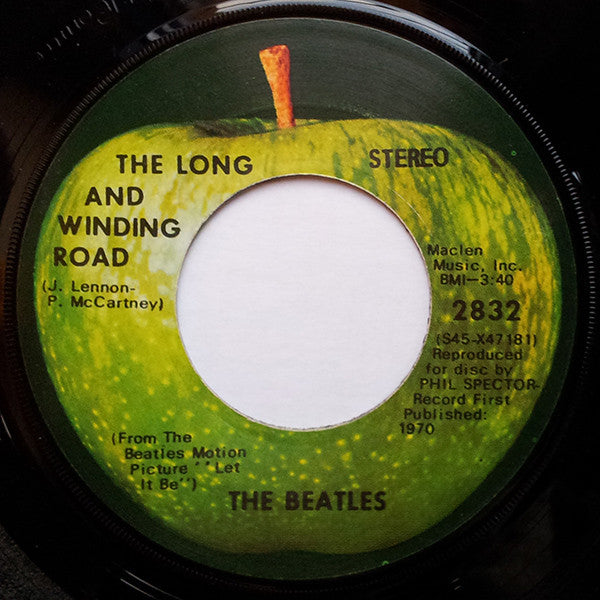 THE LONG
AND
WINDING
ROAD
(J. Lennon-
P. McCartney)
STEREO
Maclen
Music, Inc.
BMI-3:40
2832
(S45-X47181)
Reproduced
for disc by
PHIL SPECTOR-
Record First
Published:
1970
(From The
Beatles Motion
Picture "Let
It Be")
THE BEATLES